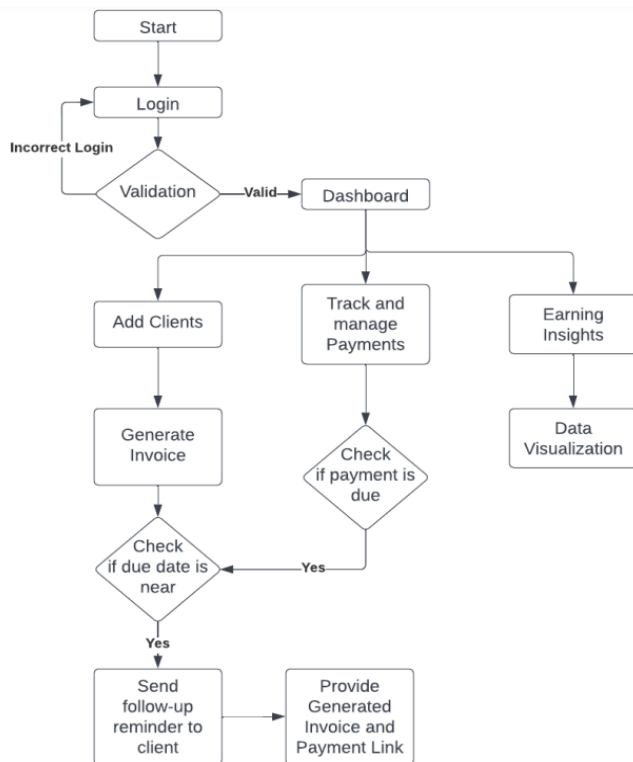 Start
Login
Incorrect Login
Validation
Valid
Dashboard
Add Clients
Track and
manage
Payments
Earning
Insights
Generate
Invoice
Check
if payment is
due
Data
Visualization
Check
if due date is
near
Yes
Yes
Send
follow-up
reminder to
client
Provide
Generated
Invoice and
Payment Link